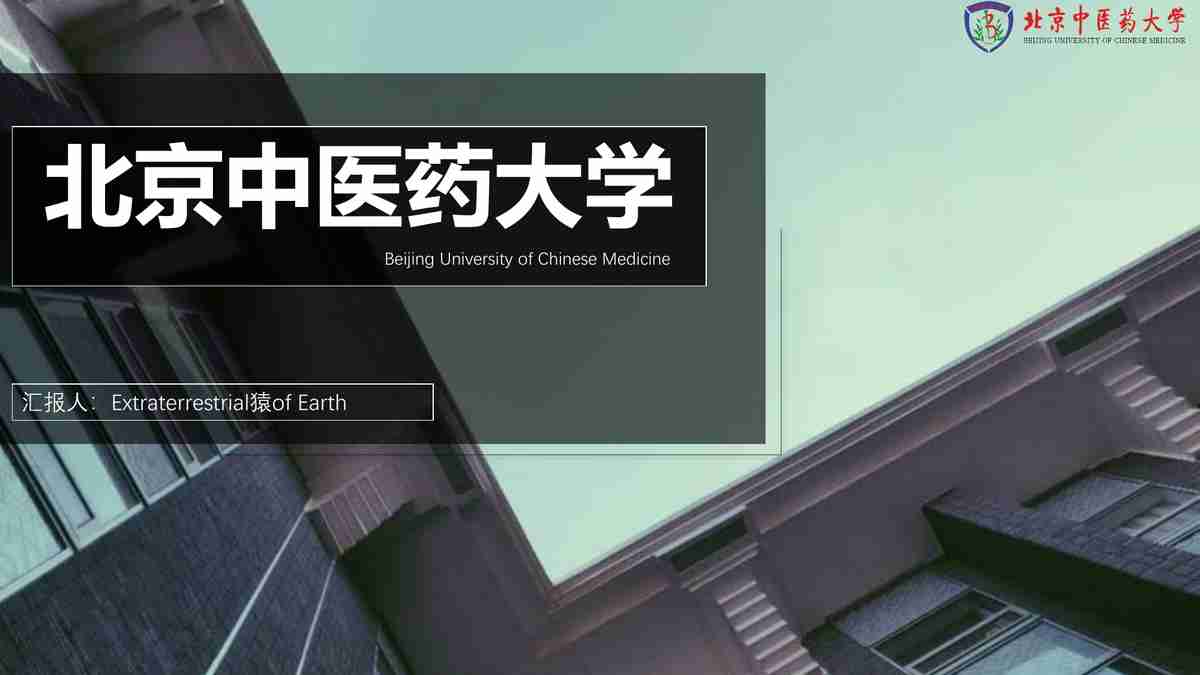 北京中医药大学
BEIJING UNIVERSITY OF CHINESE MEDICINE
北京中医药大学
Beijing University of Chinese Medicine
汇报人：Extraterrestrial猿of Earth